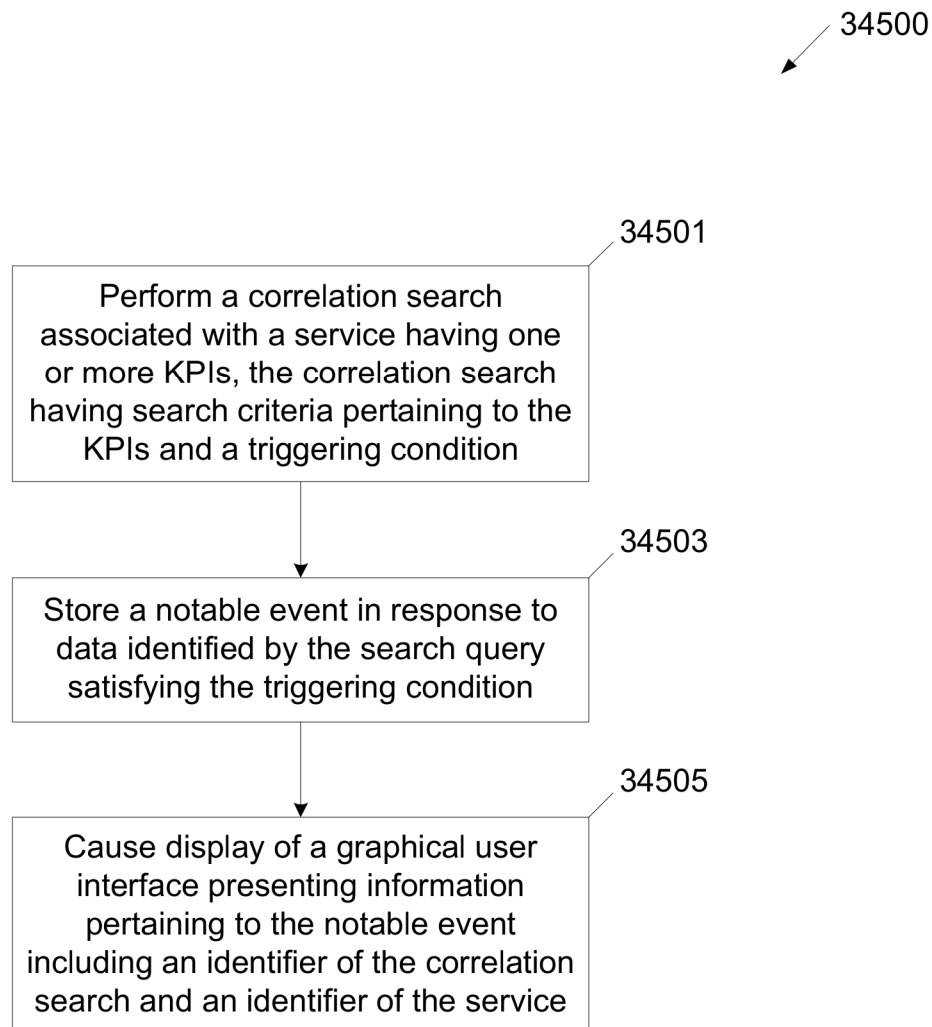 34500
34501
Perform a correlation search
associated with a service having one
or more KPIs, the correlation search
having search criteria pertaining to the
KPIs and a triggering condition
34503
Store a notable event in response to
data identified by the search query
satisfying the triggering condition
34505
Cause display of a graphical user
interface presenting information
pertaining to the notable event
including an identifier of the correlation
search and an identifier of the service